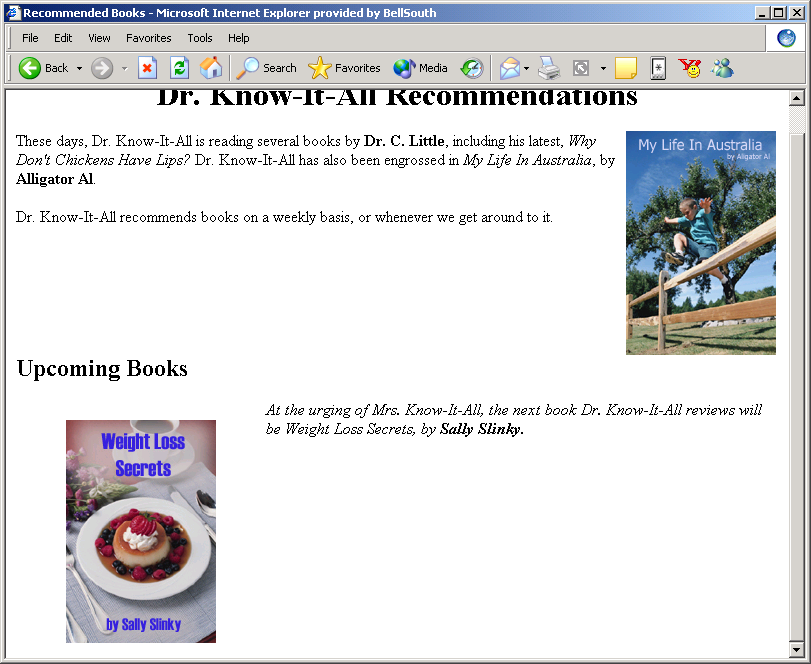 Recommended Books - Microsoft Internet Explorer provided by BellSouth
File Edit View Favorites Tools Help
Back Search Favorites Media
Dr. Know-It-All Recommendations
These days, Dr. Know-It-All is reading several books by Dr. C. Little, including his latest, Why
Don't Chickens Have Lips? Dr. Know-It-All has also been engrossed in My Life In Australia, by
Alligator Al.
Dr. Know-It-All recommends books on a weekly basis, or whenever we get around to it.
My Life In Australia
by Aligator Al
Upcoming Books
At the urging of Mrs. Know-It-All, the next book Dr. Know-It-All reviews will
be Weight Loss Secrets, by Sally Slinky.
Weight Loss
Secrets
by Sally Slinky